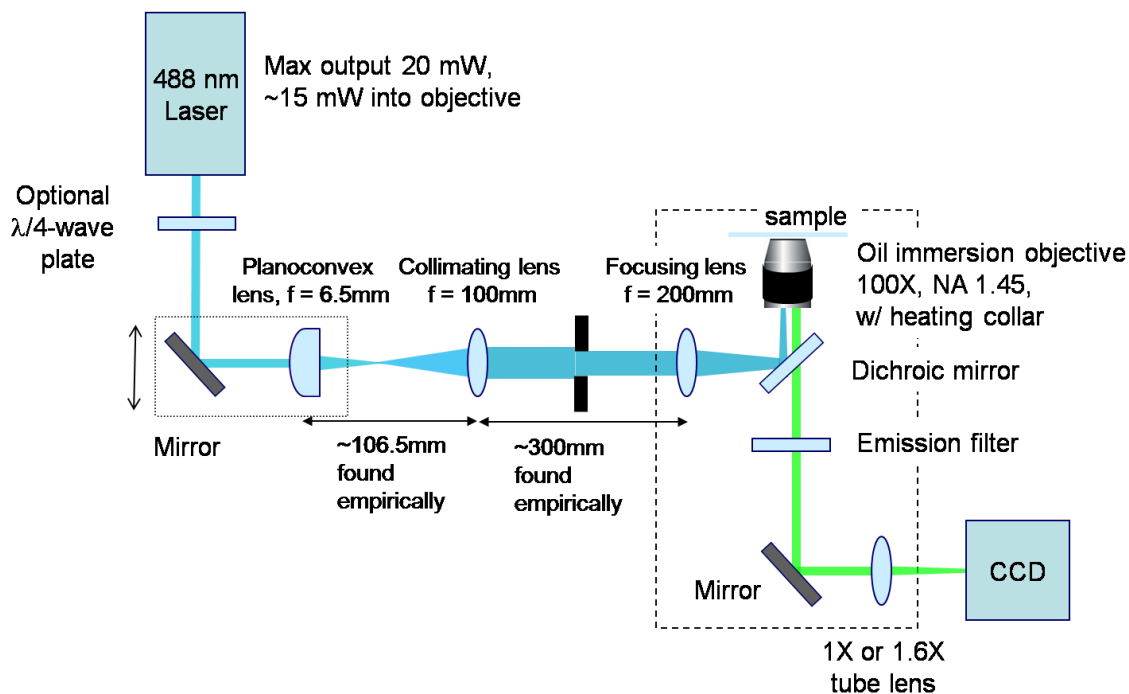 488 nm
Laser
Max output 20 mW,
~15 mW into objective
Optional
λ/4-wave
plate
Planoconvex
lens, f = 6.5mm
Collimating lens
f = 100mm
Focusing lens
f = 200mm
sample
Oil immersion objective
100X, NA 1.45,
w/ heating collar
Dichroic mirror
Mirror
~106.5mm
found
empirically
~300mm
found
empirically
Emission filter
Mirror
CCD
1X or 1.6X
tube lens